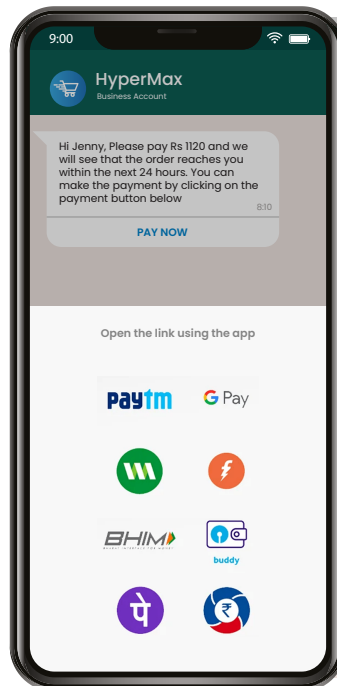 9:00
HyperMax
Business Account
Hi Jenny, Please pay Rs 1120 and we
will see that the order reaches you
within the next 24 hours. You can
make the payment by clicking on the
payment button below
8:10
PAY NOW
Open the link using the app
paytm
G Pay
BHIM
buddy
पे
₹